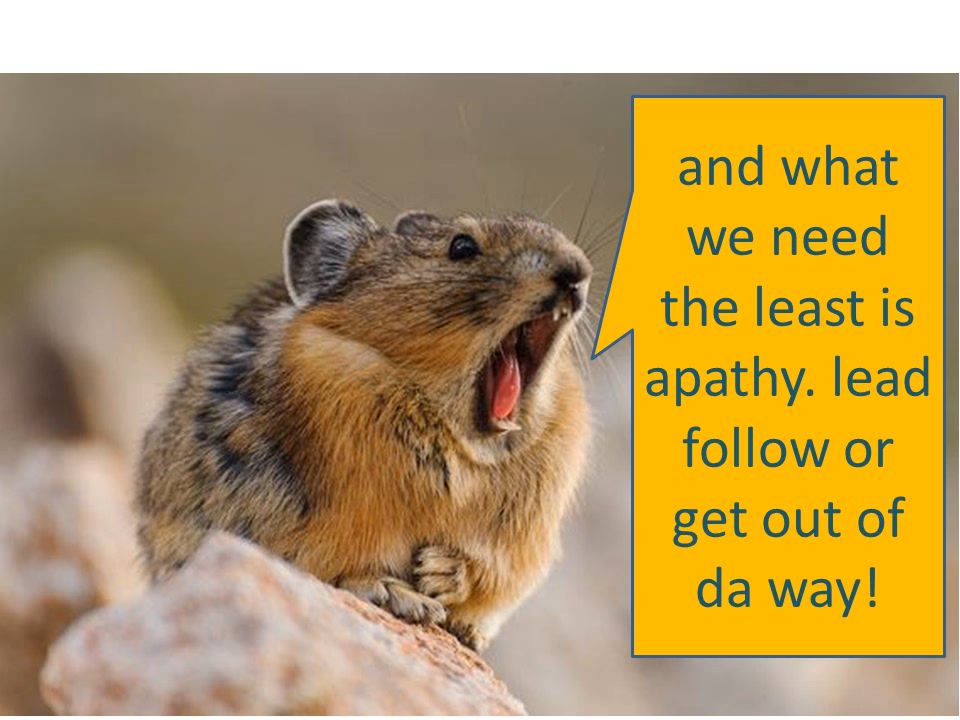 and what
we need
the least is
apathy. lead
follow or
get out of
da way!